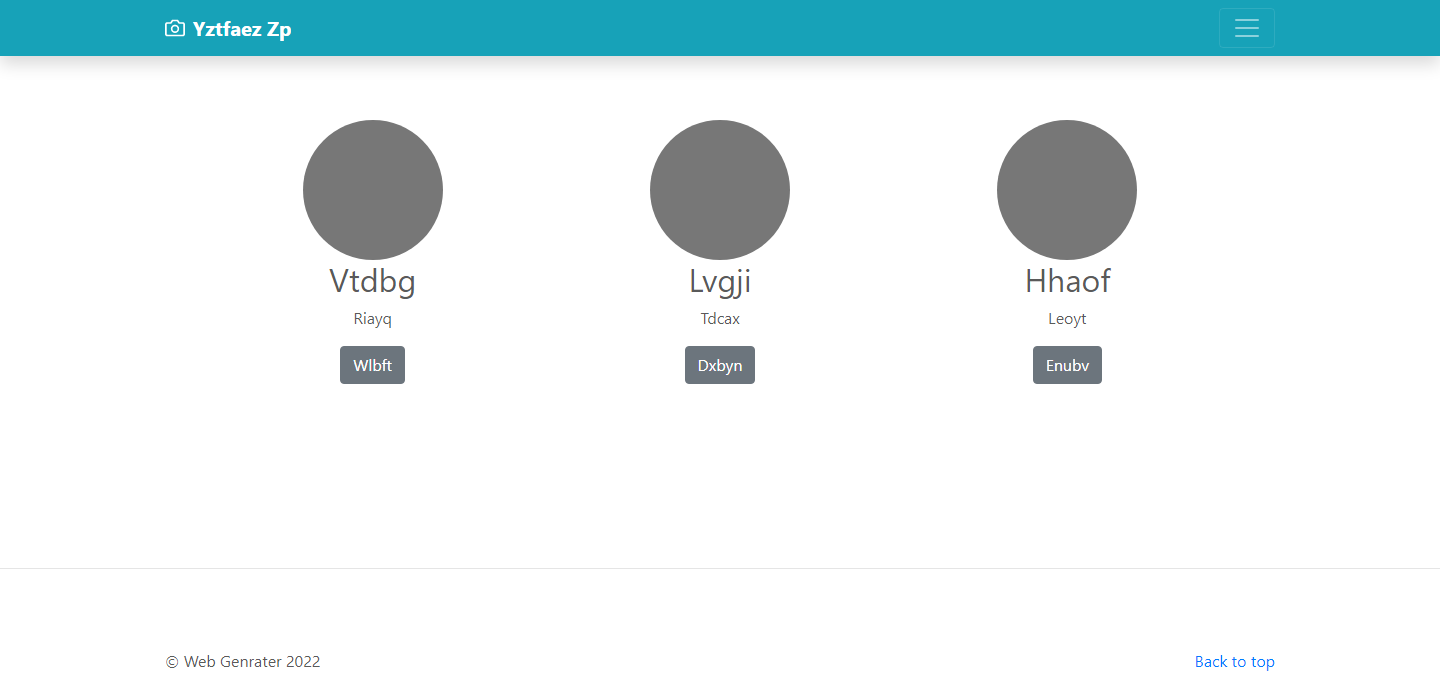 Yztfaez Zp
Vtdbg
Riayq
Wlbft
Lvgji
Tdcax
Dxbyn
Hhaof
Leoyt
Enubv
© Web Genrater 2022
Back to top